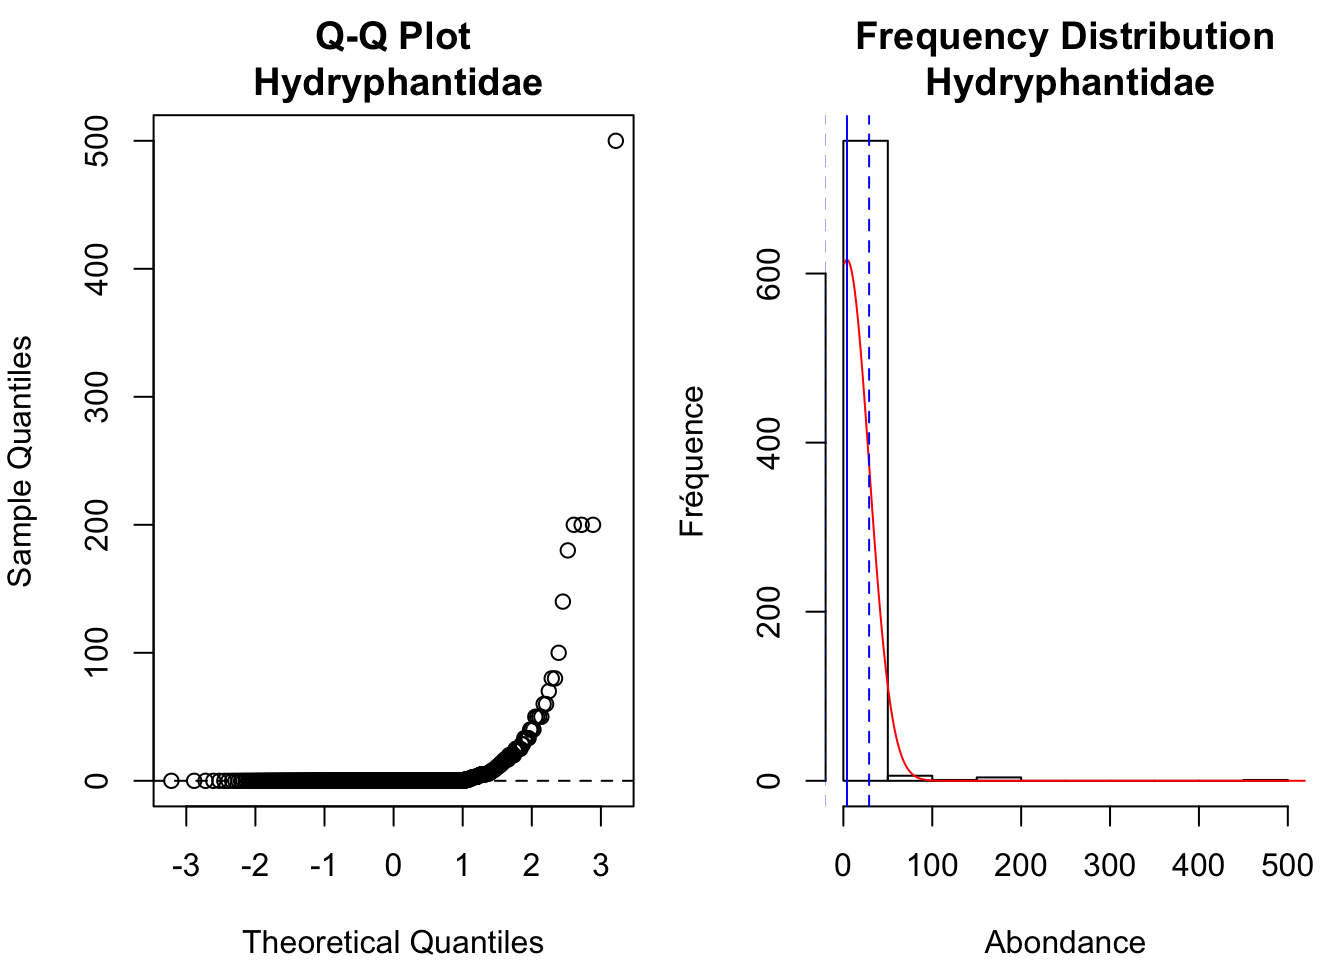 Q-Q Plot
Hydryphantidae
Sample Quantiles
500
400
300
200
100
0
-3 -2 -1 0 1 2 3
Theoretical Quantiles
Frequency Distribution
Hydryphantidae
Fréquence
600
400
200
0
0 100 200 300 400 500
Abondance